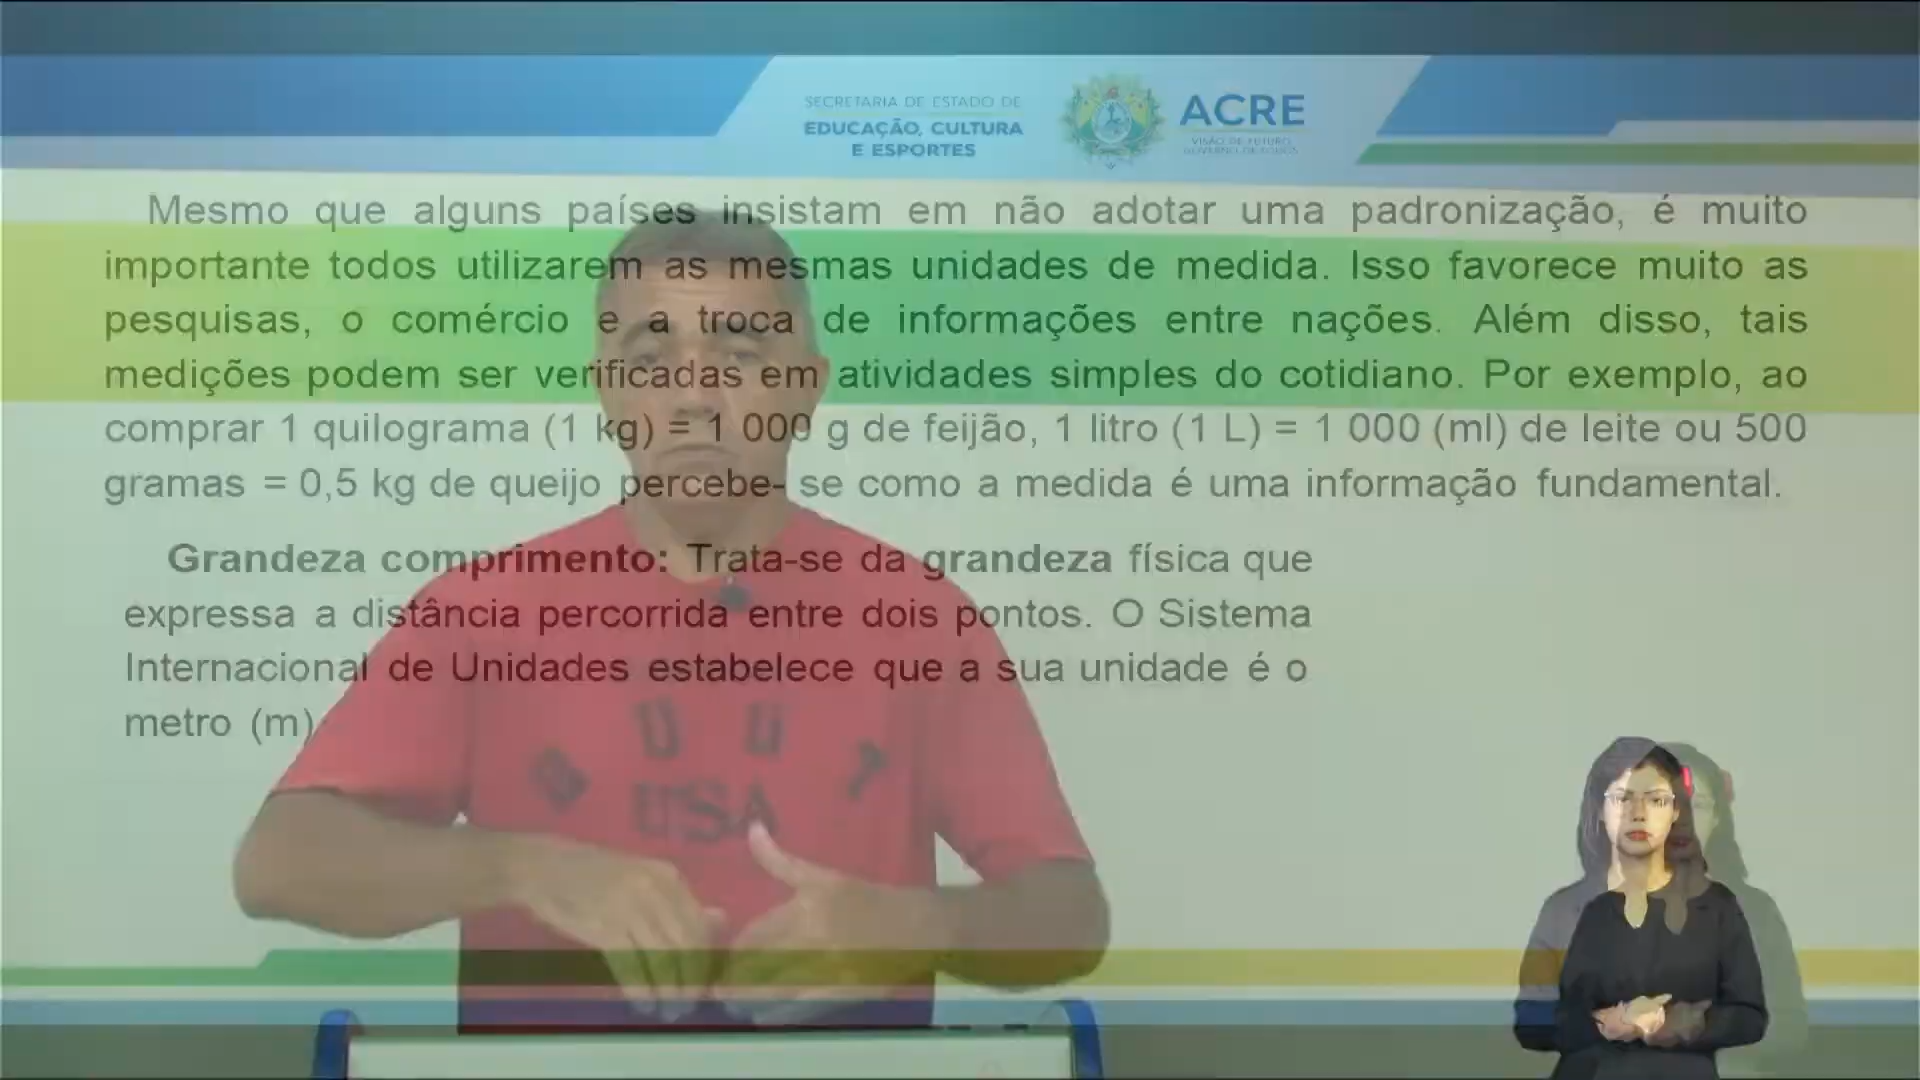 SECRETARIA DE ESTADO DE
EDUCAÇÃO, CULTURA
E ESPORTES
ACRE
VISÃO DE FUTURO,
GOVERNO DE TODOS
Mesmo que alguns países insistam em não adotar uma padronização, é muito
importante todos utilizarem as mesmas unidades de medida. Isso favorece muito as
pesquisas, o comércio e a troca de informações entre nações. Além disso, tais
medições podem ser verificadas em atividades simples do cotidiano. Por exemplo, ao
comprar 1 quilograma (1 kg) = 1 000 g de feijão, 1 litro (1 L) = 1 000 (ml) de leite ou 500
gramas = 0,5 kg de queijo percebe- se como a medida é uma informação fundamental.
Grandeza comprimento: Trata-se da grandeza física que
expressa a distância percorrida entre dois pontos. O Sistema
Internacional de Unidades estabelece que a sua unidade é o
metro (m)
USA